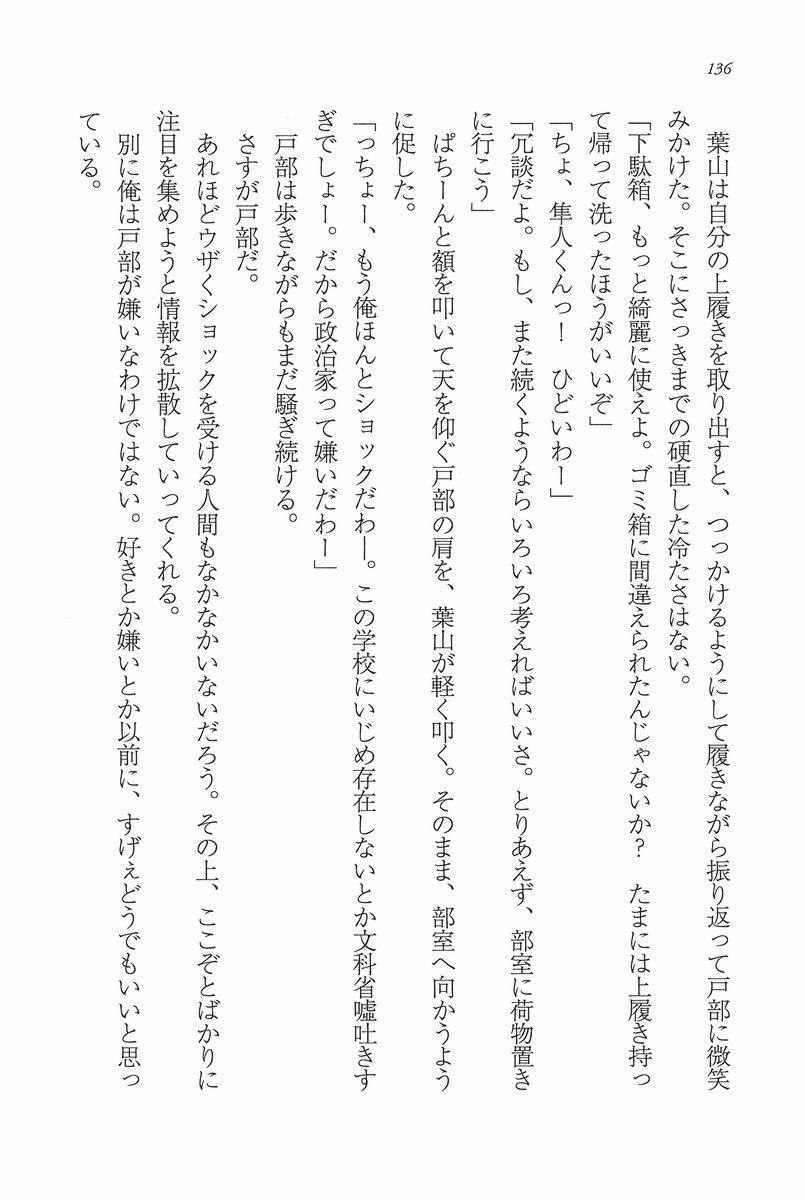 136
葉山は自分の上履きを取り出すと、つっかけるようにして履きながら振り返って戸部に微笑
みかけた。そこにさっきまでの硬直した冷たさはない。
「下駄箱、もっと綺麗に使えよ。ゴミ箱に間違えられたんじゃないか？　たまには上履き持っ
て帰って洗ったほうがいいぞ」
「ちょ、隼人くんっ！　ひどいわー」
「冗談だよ。もし、また続くようならいろいろ考えればいいさ。とりあえず、部室に荷物置き
に行こう」
ぱちーんと額を叩いて天を仰ぐ戸部の肩を、葉山が軽く叩く。そのまま、部室へ向かうよう
に促した。
「っちょー、もう俺ほんとショックだわー。この学校にいじめ存在しないとか文科省嘘吐きす
ぎでしょー。だから政治家って嫌いだわー」
戸部は歩きながらもまだ騒ぎ続ける。
さすが戸部だ。
あれほどウザくショックを受ける人間もなかなかいないだろう。その上、ここぞとばかりに
注目を集めようと情報を拡散していってくれる。
別に俺は戸部が嫌いなわけではない。好きとか嫌いとか以前に、すげぇどうでもいいと思っ
ている。